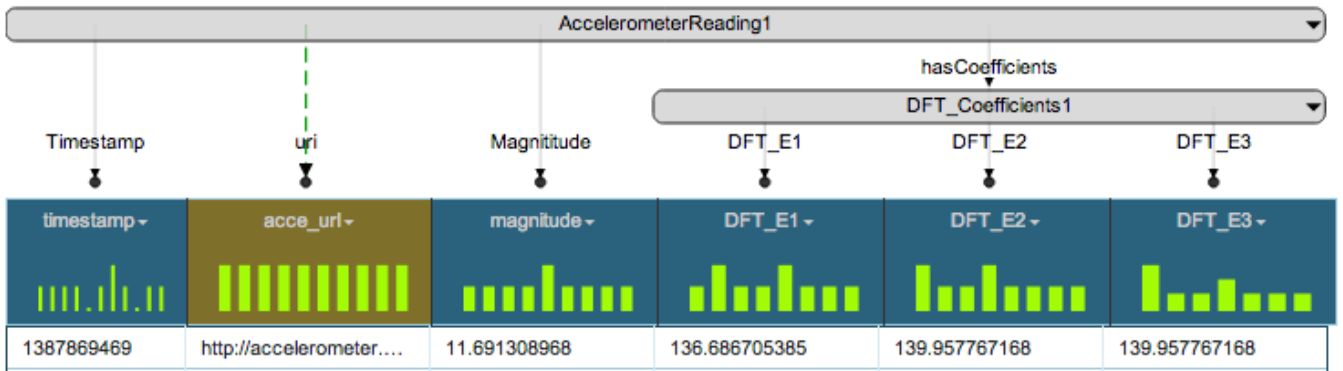 AccelerometerReading1
hasCoefficients
DFT_Coefficients1
Timestamp uri Magnititude DFT_E1 DFT_E2 DFT_E3
timestamp acce_url magnitude DFT_E1 DFT_E2 DFT_E3
1387869469 http://accelerometer.... 11.691308968 136.686705385 139.957767168 139.957767168